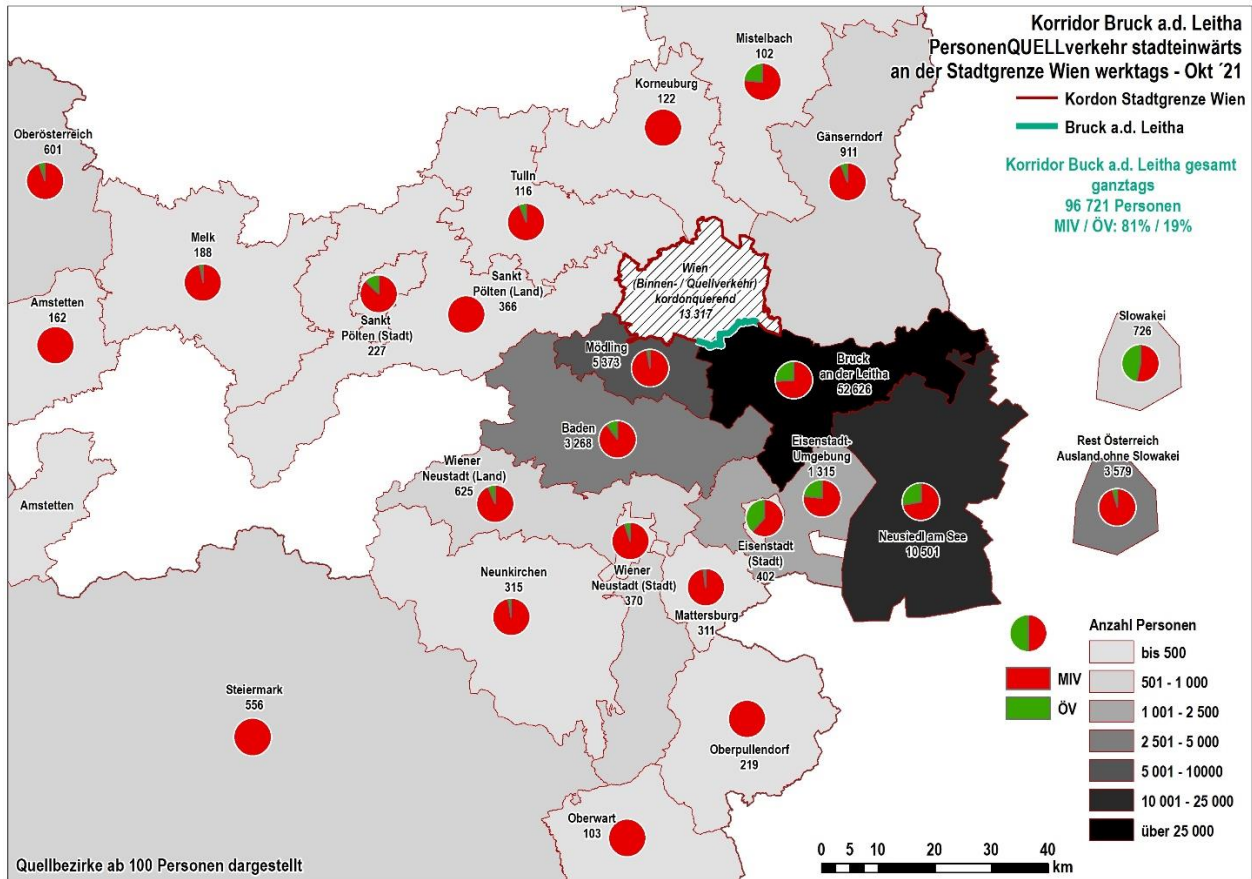 Korridor Bruck a.d. Leitha
PersonenQUELLverkehr stadteinwärts
an der Stadtgrenze Wien werktags - Okt ´21
Kordon Stadtgrenze Wien
Bruck a.d. Leitha
Korridor Buck a.d. Leitha gesamt
ganztags
96 721 Personen
MIV / ÖV: 81% / 19%
Mistelbach
102
Korneuburg
122
Gänserndorf
911
Oberösterreich
601
Tulln
116
Melk
188
Wien
(Binnen- / Quellverkehr)
kordonquerend
13 317
Sankt
Pölten (Land)
366
Amstetten
162
Sankt
Pölten (Stadt)
227
Slowakei
726
Mödling
5 373
Bruck
an der Leitha
52 626
Baden
3 268
Eisenstadt-
Umgebung
1 315
Rest Österreich
Ausland ohne Slowakei
3 579
Wiener
Neustadt (Land)
625
Amstetten
Neusiedl am See
10 501
Eisenstadt
(Stadt)
402
Wiener
Neustadt (Stadt)
370
Neunkirchen
315
Mattersburg
311
Steiermark
556
Oberpullendorf
219
Oberwart
103
MIV
ÖV
Anzahl Personen
bis 500
501 - 1 000
1 001 - 2 500
2 501 - 5 000
5 001 - 10000
10 001 - 25 000
über 25 000
Quellbezirke ab 100 Personen dargestellt
0 5 10 20 30 40
km